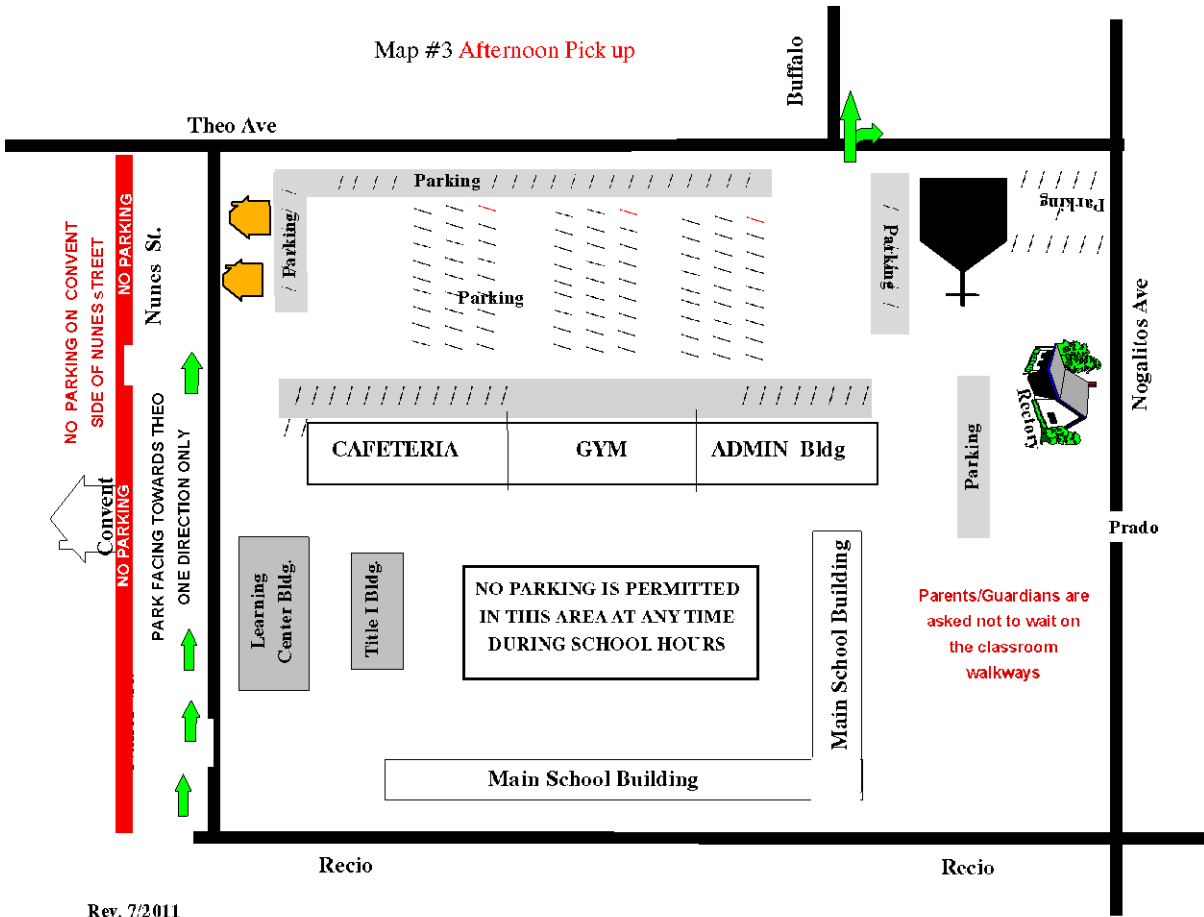 Map #3 Afternoon Pick up
Buffalo
Theo Ave
NO PARKING ON CONVENT
SIDE OF NUNES sTREET
NO PARKING
Nunes St.
Parking
Parking
Parking
Parking
Parking
Nogalitos Ave
Rectory
Parking
CAFETERIA
GYM
ADMIN Bldg
Convent
NO PARKING
PARK FACING TOWARDS THEO
ONE DIRECTION ONLY
Prado
Learning
Center Bldg.
Title I Bldg.
NO PARKING IS PERMITTED
IN THIS AREA AT ANY TIME
DURING SCHOOL HOURS
Main School Building
Parents/Guardians are
asked not to wait on
the classroom
walkways
Main School Building
Recio
Recio
Rev. 7/2011